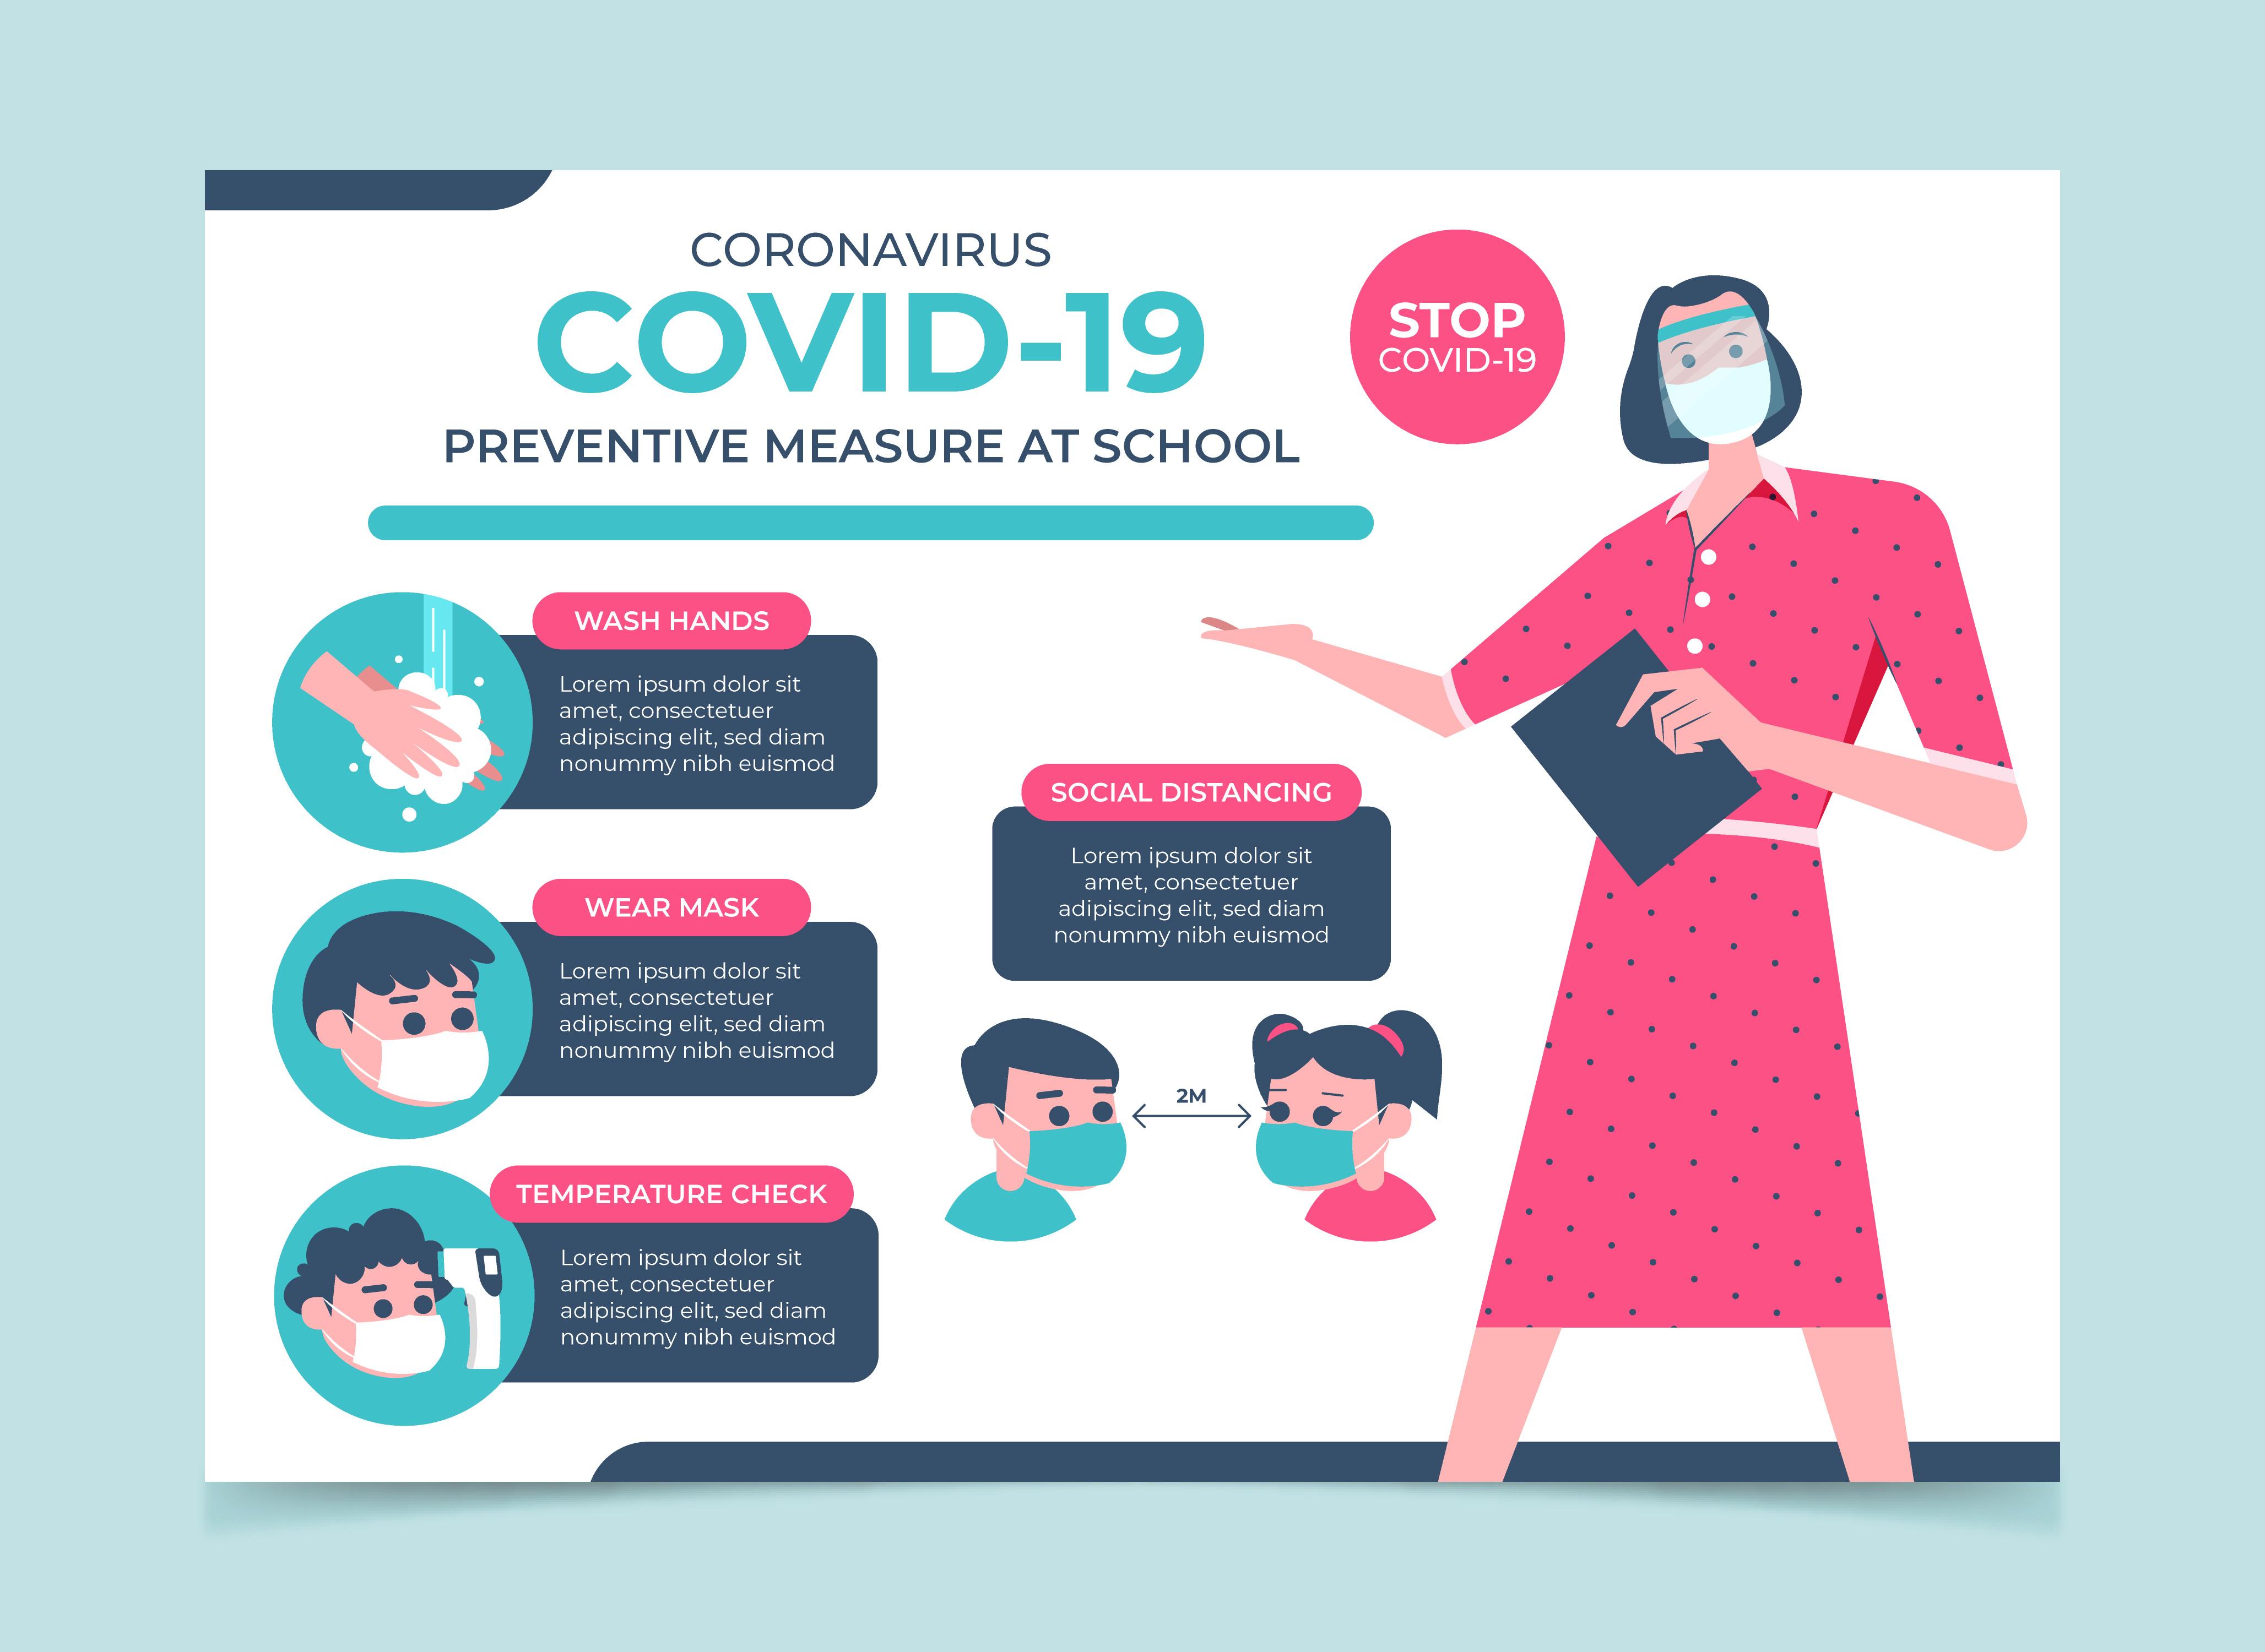 CORONAVIRUS
COVID-19
PREVENTIVE MEASURE AT SCHOOL
STOP
COVID-19
WASH HANDS
Lorem ipsum dolor sit
amet, consectetuer
adipiscing elit, sed diam
nonummy nibh euismod
WEAR MASK
Lorem ipsum dolor sit
amet, consectetuer
adipiscing elit, sed diam
nonummy nibh euismod
TEMPERATURE CHECK
Lorem ipsum dolor sit
amet, consectetuer
adipiscing elit, sed diam
nonummy nibh euismod
SOCIAL DISTANCING
Lorem ipsum dolor sit
amet, consectetuer
adipiscing elit, sed diam
nonummy nibh euismod
2M